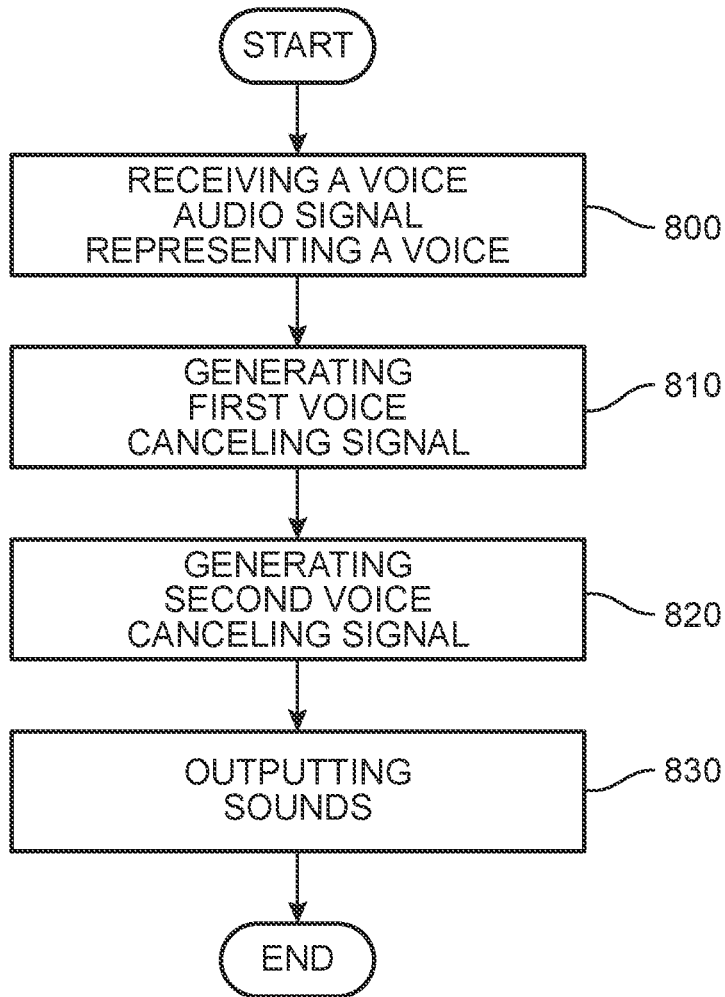 START
RECEIVING A VOICE
AUDIO SIGNAL
REPRESENTING A VOICE
800
GENERATING
FIRST VOICE
CANCELING SIGNAL
810
GENERATING
SECOND VOICE
CANCELING SIGNAL
820
OUTPUTTING
SOUNDS
830
END